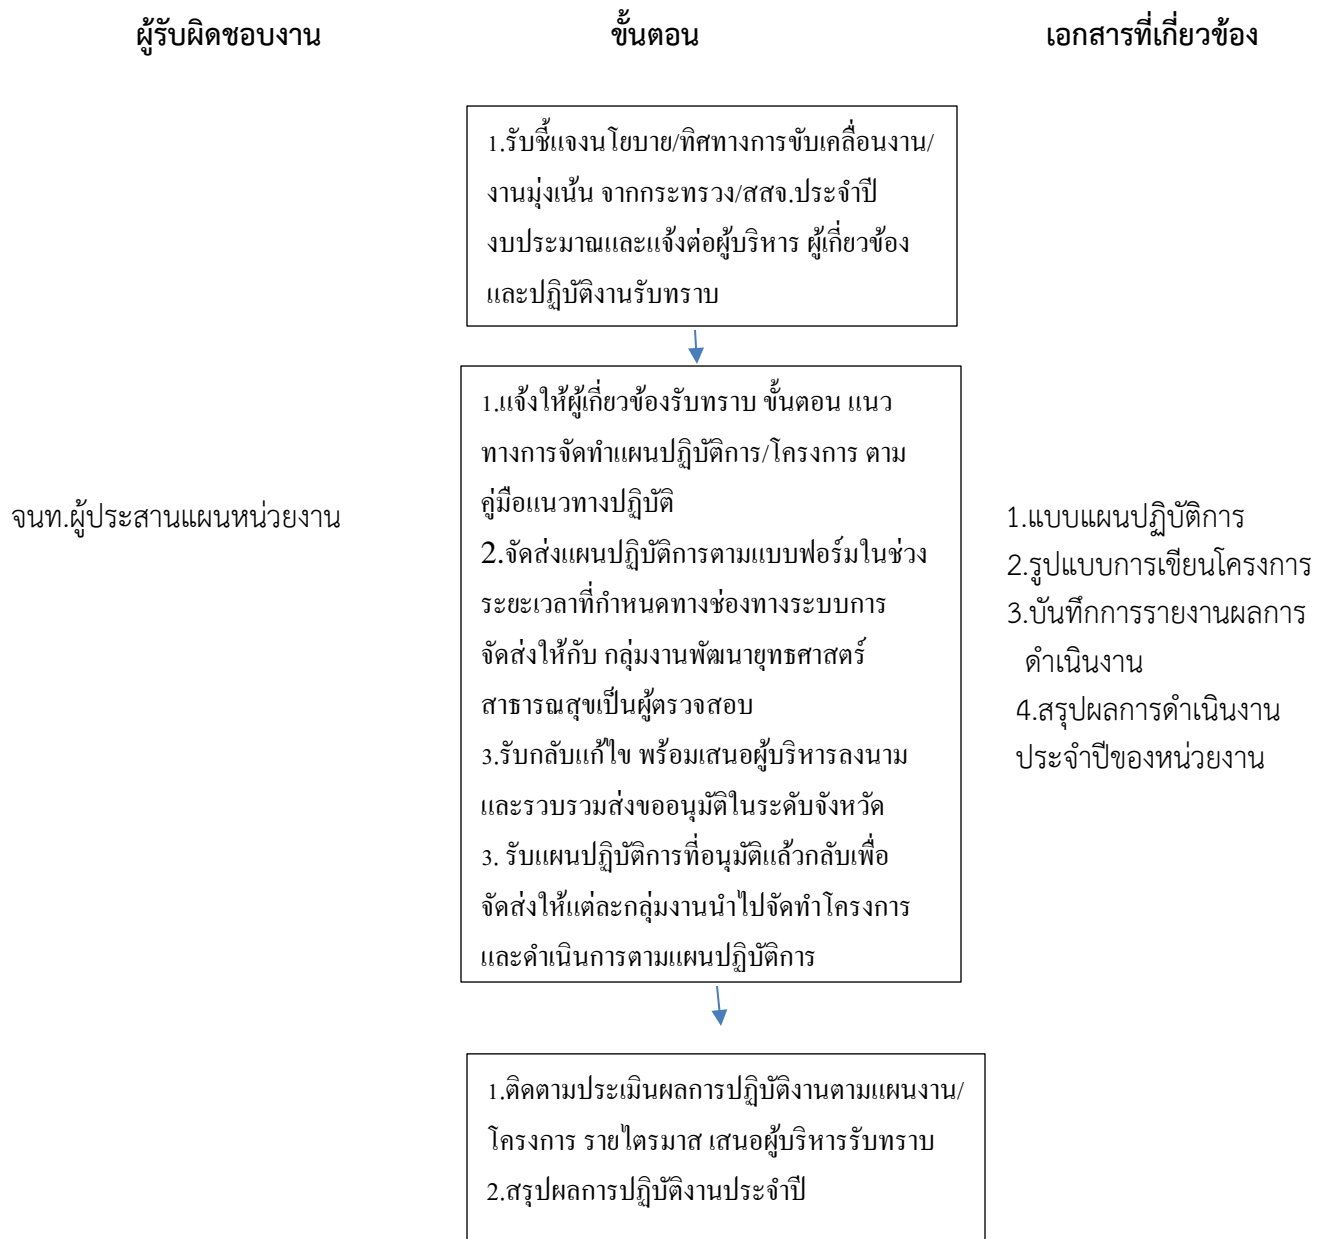 ผู้รับผิดชอบงาน ขั้นตอน เอกสารที่เกี่ยวข้อง
1.รับชี้แจงนโยบาย/ทิศทางการขับเคลื่อนงาน/
งานมุ่งเน้น จากกระทรวง/สสจ.ประจำปี
งบประมาณและแจ้งต่อผู้บริหาร ผู้เกี่ยวข้อง
และปฏิบัติงานรับทราบ
จนท.ผู้ประสานแผนหน่วยงาน
1.แจ้งให้ผู้เกี่ยวข้องรับทราบ ขั้นตอน แนว
ทางการจัดทำแผนปฏิบัติการ/โครงการ ตาม
คู่มือแนวทางปฏิบัติ
2.จัดส่งแผนปฏิบัติการตามแบบฟอร์มในช่วง
ระยะเวลาที่กำหนดทางช่องทางระบบการ
จัดส่งให้กับ กลุ่มงานพัฒนายุทธศาสตร์
สาธารณสุขเป็นผู้ตรวจสอบ
3.รับกลับแก้ไข พร้อมเสนอผู้บริหารลงนาม
และรวบรวมส่งขออนุมัติในระดับจังหวัด
3. รับแผนปฏิบัติการที่อนุมัติแล้วกลับเพื่อ
จัดส่งให้แต่ละกลุ่มงานนำไปจัดทำโครงการ
และดำเนินการตามแผนปฏิบัติการ
1.แบบแผนปฏิบัติการ
2.รูปแบบการเขียนโครงการ
3.บันทึกการรายงานผลการ
ดำเนินงาน
4.สรุปผลการดำเนินงาน
ประจำปีของหน่วยงาน
1.ติดตามประเมินผลการปฏิบัติงานตามแผนงาน/
โครงการ รายไตรมาส เสนอผู้บริหารรับทราบ
2.สรุปผลการปฏิบัติงานประจำปี